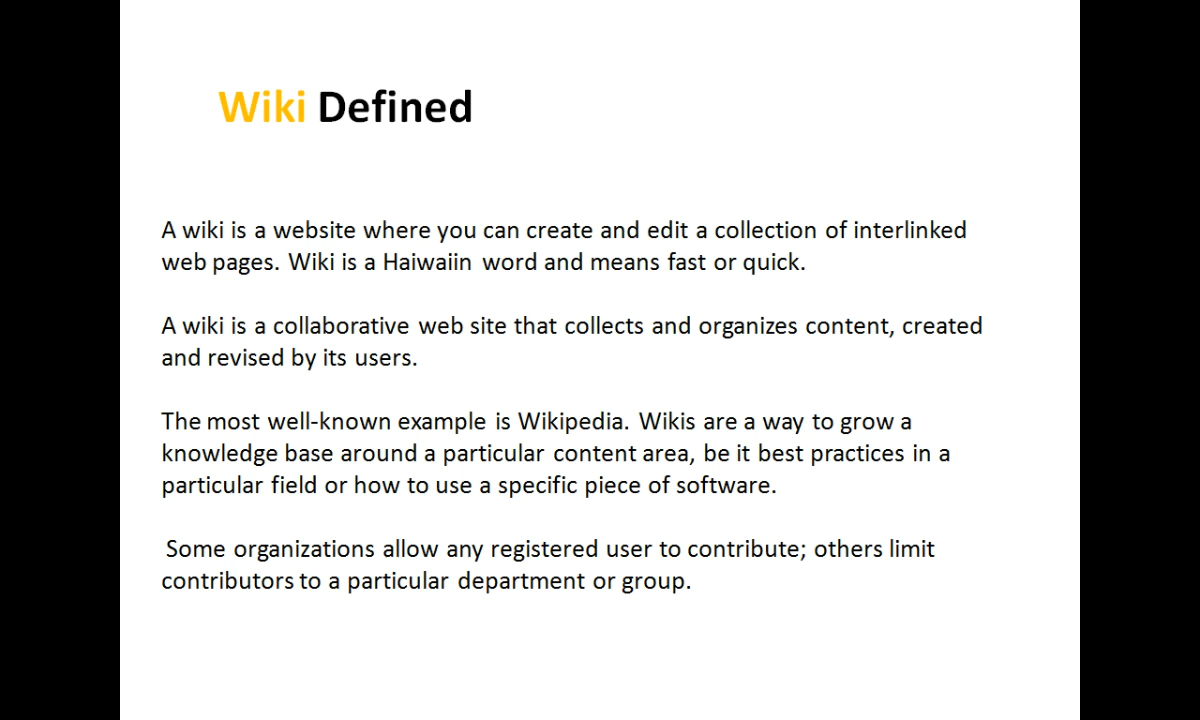 Wiki Defined
A wiki is a website where you can create and edit a collection of interlinked
web pages. Wiki is a Haiwaiin word and means fast or quick.
A wiki is a collaborative web site that collects and organizes content, created
and revised by its users.
The most well-known example is Wikipedia. Wikis are a way to grow a
knowledge base around a particular content area, be it best practices in a
particular field or how to use a specific piece of software.
Some organizations allow any registered user to contribute; others limit
contributors to a particular department or group.